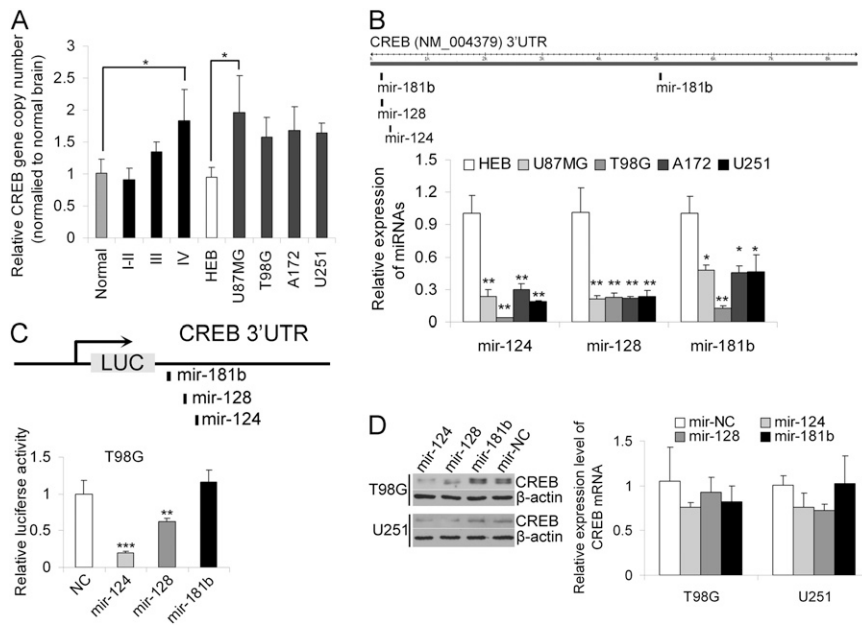 A
Relative CREB gene copy number
(normalied to normal brain)
2.5
2
1.5
1
0.5
0
*
*
Normal
I-II
III
IV
HEB
U87MG
T98G
A172
U251
B
CREB (NM_004379) 3'UTR
mir-181b
mir-181b
mir-128
mir-124
Relative expression
of miRNAs
1.5
1.2
0.9
0.6
0.3
0
HEB U87MG T98G A172 U251
** ** ** **
** ** ** **
* ** * *
mir-124 mir-128 mir-181b
C
CREB 3'UTR
LUC
mir-181b
mir-128
mir-124
T98G
Relative luciferse activity
1.5
1
0.5
0
***
**
NC
mir-124
mir-128
mir-181b
D
mir-124
mir-128
mir-181b
mir-NC
T98G
CREB
β-actin
U251
CREB
β-actin
Relative expression level of
CREB mRNA
mir-NC mir-124
mir-128 mir-181b
1.5
1
0.5
0
T98G U251